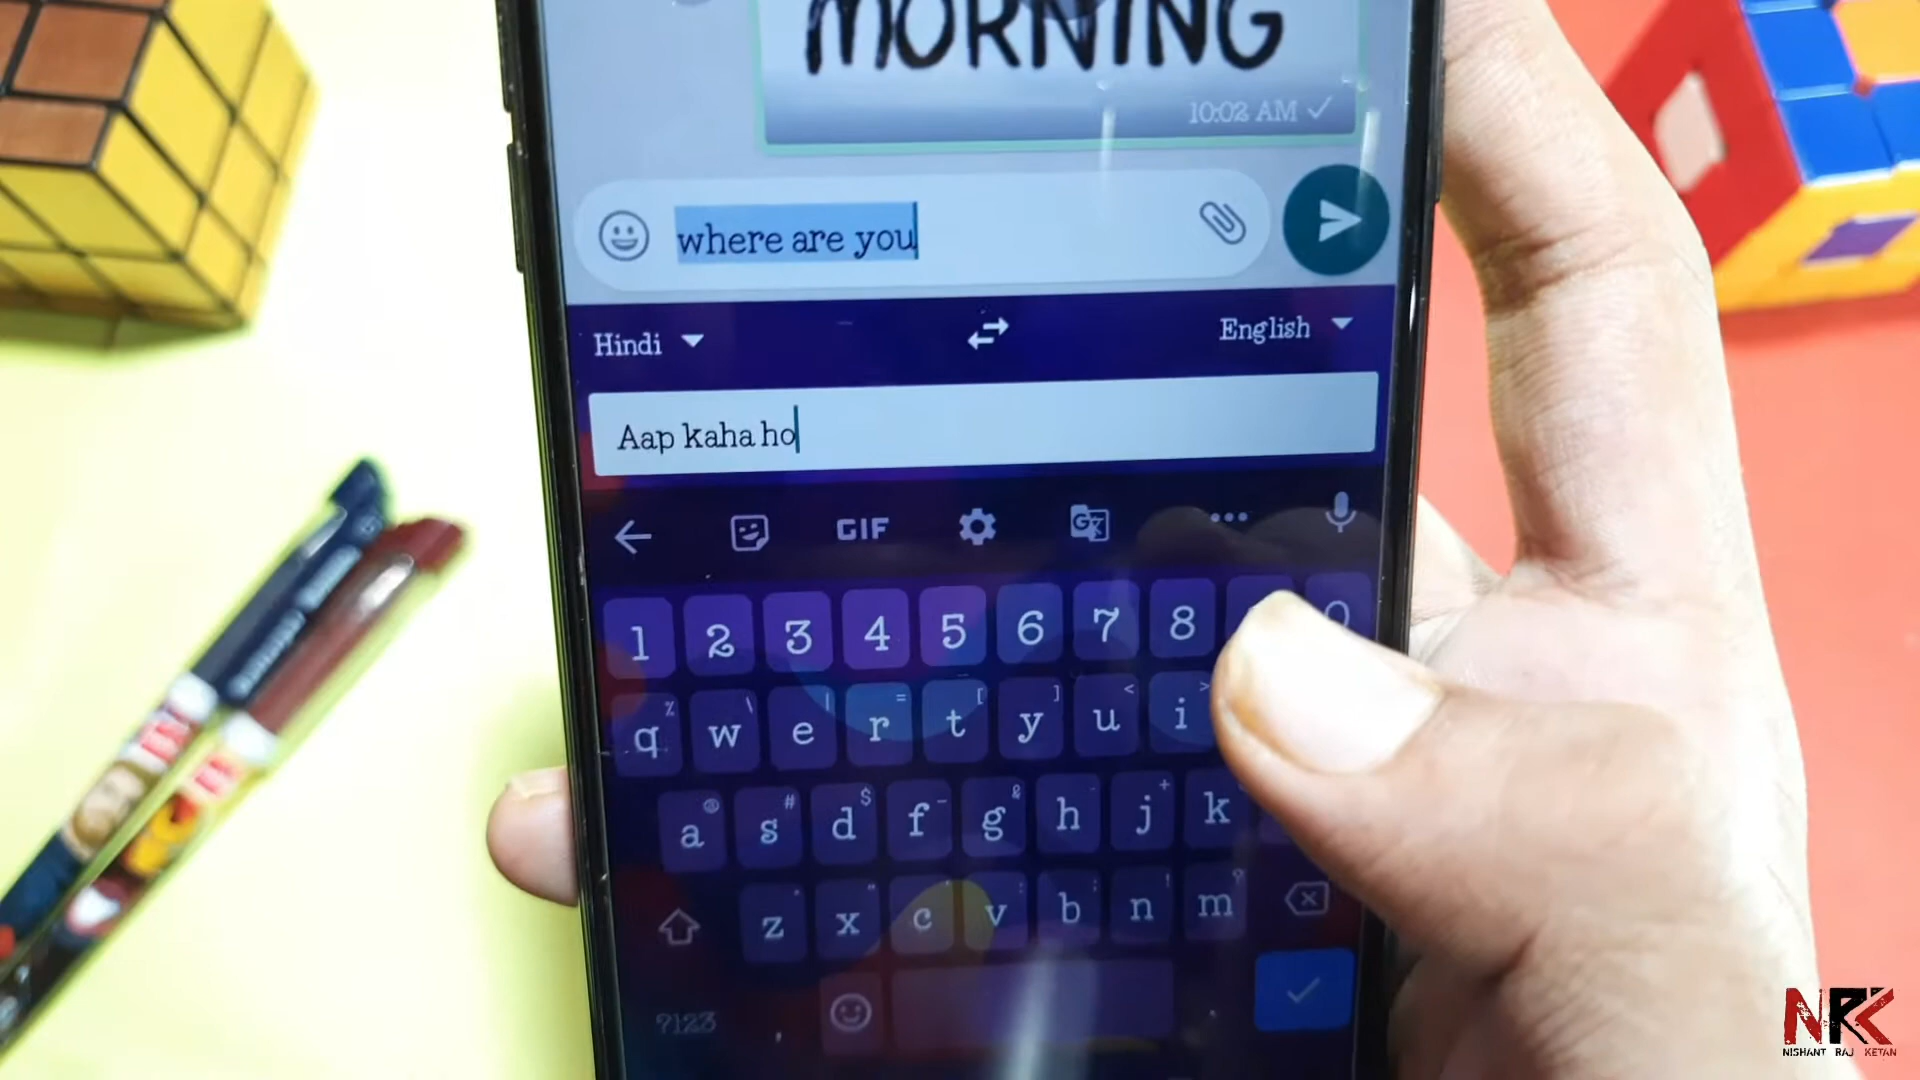 MORNING
10:02 AM
where are you
Hindi
English
Aap kaha ho
GIF
1 2 3 4 5 6 7 8
q w e r t y u i
a s d f g h j k
z x c v b n m
?123 , .
NRK
NISHANT RAJ KETAN